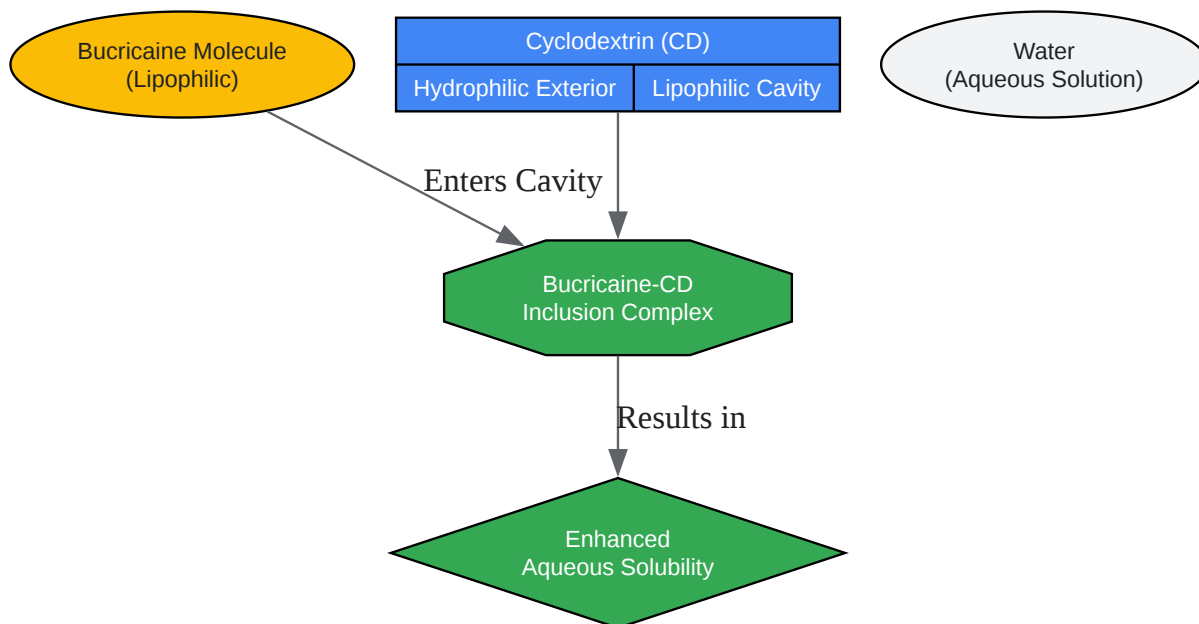 Bucricaine Molecule
(Lipophilic)
Cyclodextrin (CD)
Hydrophilic Exterior
Lipophilic Cavity
Water
(Aqueous Solution)
Enters Cavity
Bucricaine-CD
Inclusion Complex
Results in
Enhanced
Aqueous Solubility